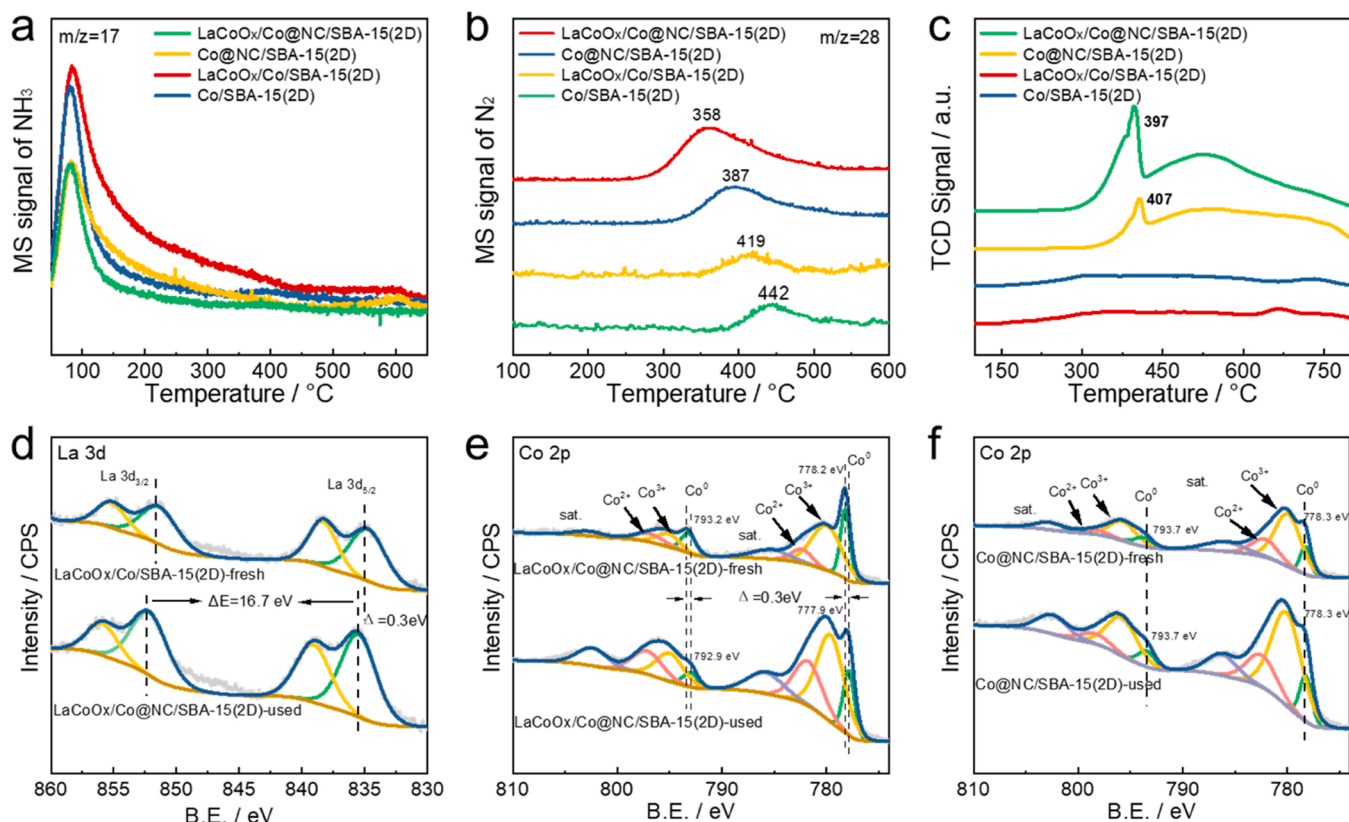 a
m/z=17
LaCoOx/Co@NC/SBA-15(2D)
Co@NC/SBA-15(2D)
LaCoOx/Co/SBA-15(2D)
Co/SBA-15(2D)
MS signal of NH3
100 200 300 400 500 600
Temperature / °C
b
LaCoOx/Co@NC/SBA-15(2D)
m/z=28
Co@NC/SBA-15(2D)
LaCoOx/Co/SBA-15(2D)
Co/SBA-15(2D)
358
387
419
442
MS signal of N2
100 200 300 400 500 600
Temperature / °C
c
LaCoOx/Co@NC/SBA-15(2D)
Co@NC/SBA-15(2D)
LaCoOx/Co/SBA-15(2D)
Co/SBA-15(2D)
397
407
TCD Signal / a.u.
150 300 450 600 750
Temperature / °C
d
La 3d
La 3d3/2
La 3d5/2
LaCoOx/Co/SBA-15(2D)-fresh
ΔE=16.7 eV
Δ=0.3eV
LaCoOx/Co@NC/SBA-15(2D)-used
Intensity / CPS
860 855 850 845 840 835 830
B.E. / eV
e
Co 2p
778.2 eV
Co0
Co2+
Co3+
Co0
Co3+
Co2+
793.2 eV
sat.
sat.
LaCoOx/Co@NC/SBA-15(2D)-fresh
Δ=0.3eV
777.9 eV
792.9 eV
LaCoOx/Co@NC/SBA-15(2D)-used
Intensity / CPS
810 800 790 780
B.E. / eV
f
Co 2p
Co3+
Co0
sat.
Co2+
Co3+
Co0
Co2+
778.3 eV
sat.
793.7 eV
Co@NC/SBA-15(2D)-fresh
778.3 eV
793.7 eV
Co@NC/SBA-15(2D)-used
Intensity / CPS
810 800 790 780
B.E. / eV